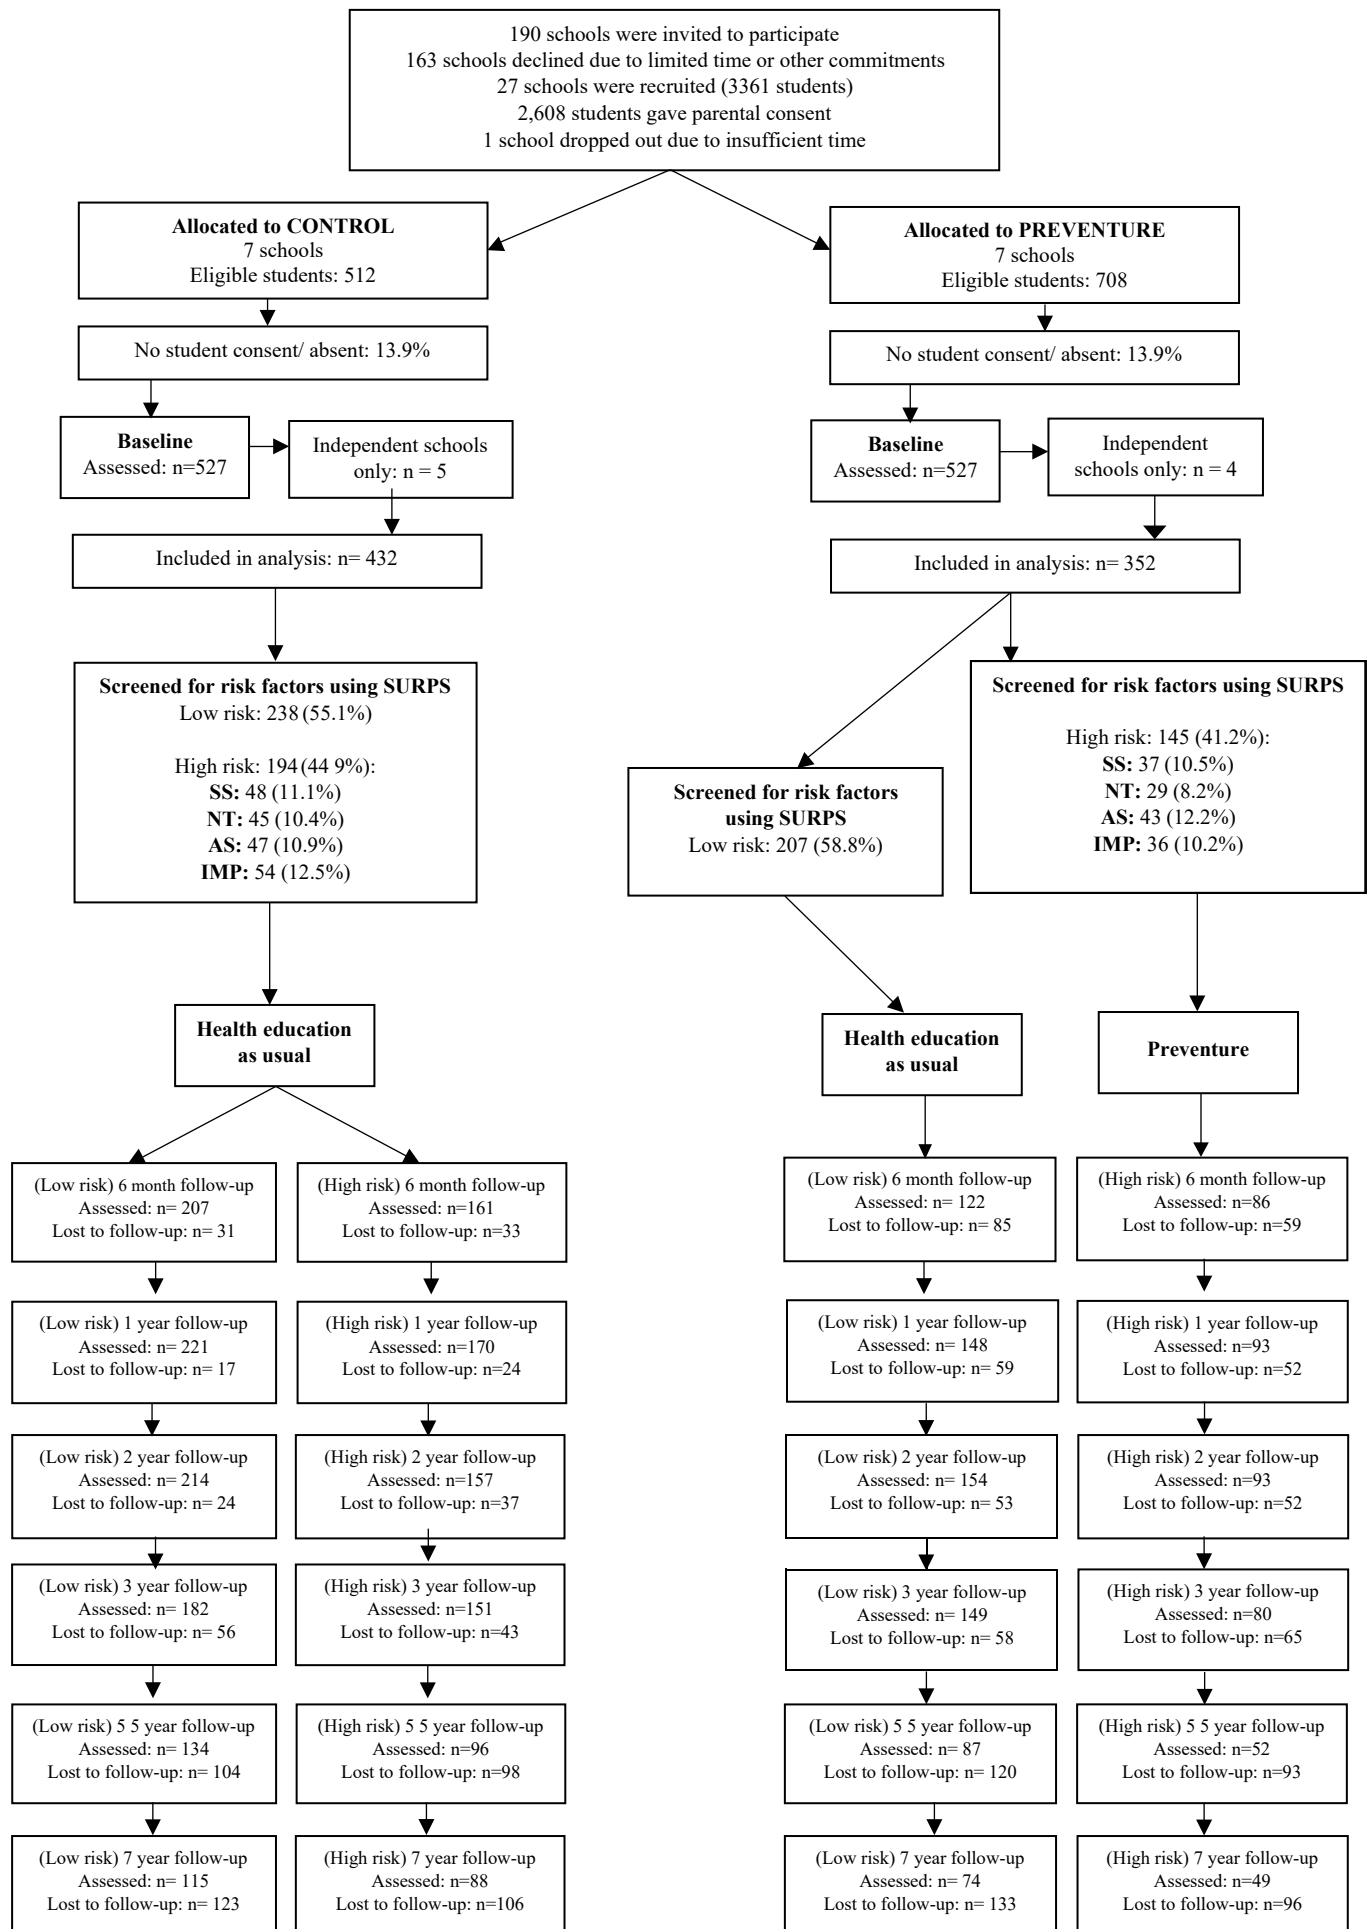 190 schools were invited to participate
163 schools declined due to limited time or other commitments
27 schools were recruited (3361 students)
2,608 students gave parental consent
1 school dropped out due to insufficient time
Allocated to CONTROL
7 schools
Eligible students: 512
Allocated to PREVENTURE
7 schools
Eligible students: 708
No student consent/ absent: 13.9%
No student consent/ absent: 13.9%
Baseline
Assessed: n=527
Independent schools
only: n = 5
Baseline
Assessed: n=527
Independent
schools only: n = 4
Included in analysis: n= 432
Included in analysis: n= 352
Screened for risk factors using SURPS
Low risk: 238 (55.1%)
High risk: 194 (44 9%):
SS: 48 (11.1%)
NT: 45 (10.4%)
AS: 47 (10.9%)
IMP: 54 (12.5%)
Screened for risk factors
using SURPS
Low risk: 207 (58.8%)
Screened for risk factors using SURPS
High risk: 145 (41.2%):
SS: 37 (10.5%)
NT: 29 (8.2%)
AS: 43 (12.2%)
IMP: 36 (10.2%)
Health education
as usual
Health education
as usual
Preventure
(Low risk) 6 month follow-up
Assessed: n= 207
Lost to follow-up: n= 31
(High risk) 6 month follow-up
Assessed: n=161
Lost to follow-up: n=33
(Low risk) 6 month follow-up
Assessed: n= 122
Lost to follow-up: n= 85
(High risk) 6 month follow-up
Assessed: n=86
Lost to follow-up: n=59
(Low risk) 1 year follow-up
Assessed: n= 221
Lost to follow-up: n= 17
(High risk) 1 year follow-up
Assessed: n=170
Lost to follow-up: n=24
(Low risk) 1 year follow-up
Assessed: n= 148
Lost to follow-up: n= 59
(High risk) 1 year follow-up
Assessed: n=93
Lost to follow-up: n=52
(Low risk) 2 year follow-up
Assessed: n= 214
Lost to follow-up: n= 24
(High risk) 2 year follow-up
Assessed: n=157
Lost to follow-up: n=37
(Low risk) 2 year follow-up
Assessed: n= 154
Lost to follow-up: n= 53
(High risk) 2 year follow-up
Assessed: n=93
Lost to follow-up: n=52
(Low risk) 3 year follow-up
Assessed: n= 182
Lost to follow-up: n= 56
(High risk) 3 year follow-up
Assessed: n=151
Lost to follow-up: n=43
(Low risk) 3 year follow-up
Assessed: n= 149
Lost to follow-up: n= 58
(High risk) 3 year follow-up
Assessed: n=80
Lost to follow-up: n=65
(Low risk) 5 5 year follow-up
Assessed: n= 134
Lost to follow-up: n= 104
(High risk) 5 5 year follow-up
Assessed: n=96
Lost to follow-up: n=98
(Low risk) 5 5 year follow-up
Assessed: n= 87
Lost to follow-up: n= 120
(High risk) 5 5 year follow-up
Assessed: n=52
Lost to follow-up: n=93
(Low risk) 7 year follow-up
Assessed: n= 115
Lost to follow-up: n= 123
(High risk) 7 year follow-up
Assessed: n=88
Lost to follow-up: n=106
(Low risk) 7 year follow-up
Assessed: n= 74
Lost to follow-up: n= 133
(High risk) 7 year follow-up
Assessed: n=49
Lost to follow-up: n=96